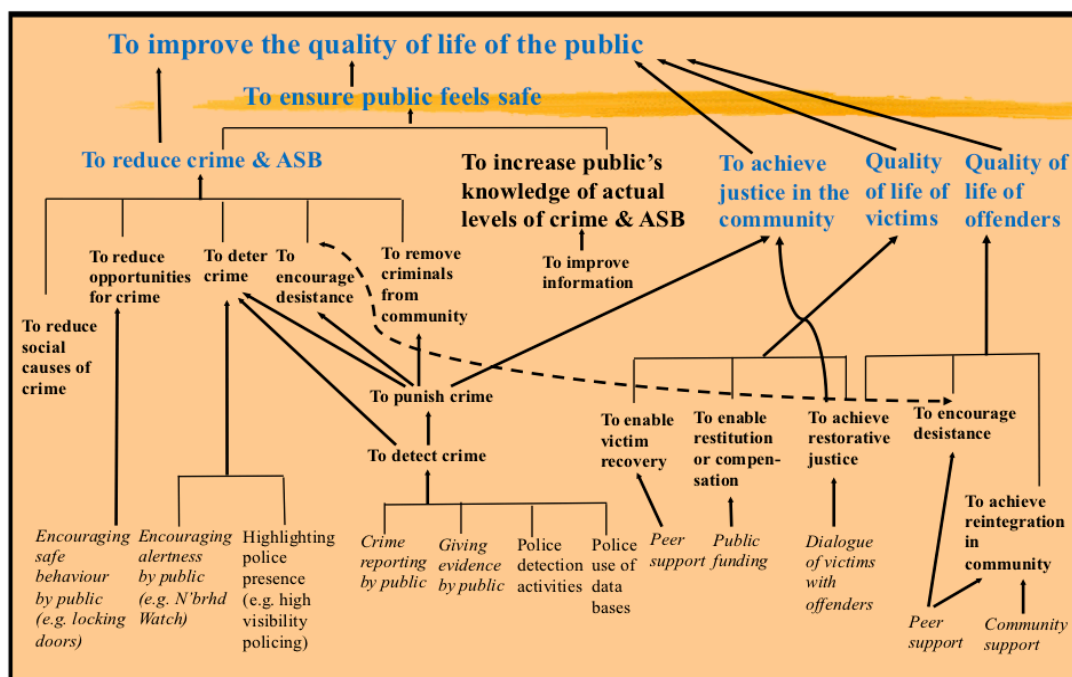 To improve the quality of life of the public
To ensure public feels safe
To reduce crime & ASB
To increase public's
knowledge of actual
levels of crime & ASB
To achieve
justice in the
community
Quality
of life of
victims
Quality of
life of
offenders
To reduce
opportunities
for crime
To deter
crime
To
encourage
desistance
To remove
criminals
from
community
To improve
information
To reduce
social
causes of
crime
To punish crime
To detect crime
To enable
victim
recovery
To enable
restitution
or compen-
sation
To achieve
restorative
justice
To encourage
desistance
To achieve
reintegration
in
community
Encouraging
safe
behaviour
by public
(e.g. locking
doors)
Encouraging
alertness
by public
(e.g. N'brhd
Watch)
Highlighting
police
presence
(e.g. high
visibility
policing)
Crime
reporting
by public
Giving
evidence
by public
Police
detection
activities
Police
use of
data
bases
Peer
support
Public
funding
Dialogue
of victims
with
offenders
Peer
support
Community
support